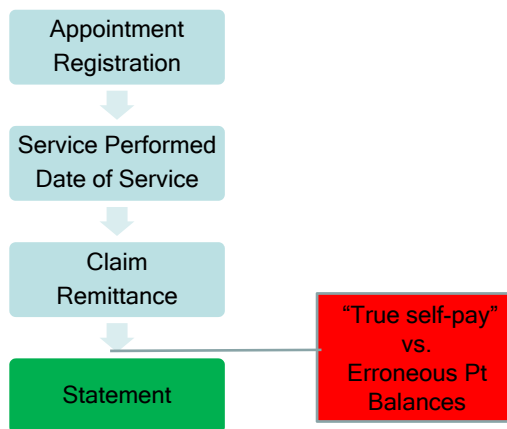 Appointment
Registration
Service Performed
Date of Service
Claim
Remittance
“True self-pay”
vs.
Erroneous Pt
Balances
Statement